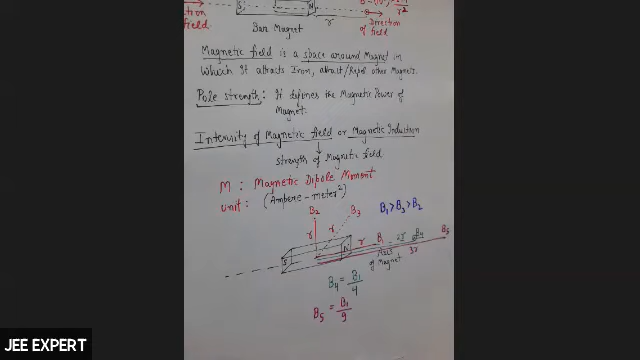 S
N
r
r²
Direction
of field
field.
Bar Magnet
Magnetic field is a space around Magnet in
which It attracts Iron, attract/Repel other Magnets.
Pole strength: It defines the Magnetic Power of
Magnet.
Intensity of Magnetic field or Magnetic Induction
strength of Magnetic field
M : Magnetic Dipole Moment
Unit: (Ampere-meter²)
B₂ B₃ B₁ > B₃ > B₂
r r
S N r B₁ 2r B₄ B₅
Axis 3r
of Magnet
B₄ = B₁/4
B₅ = B₁/9
JEE EXPERT